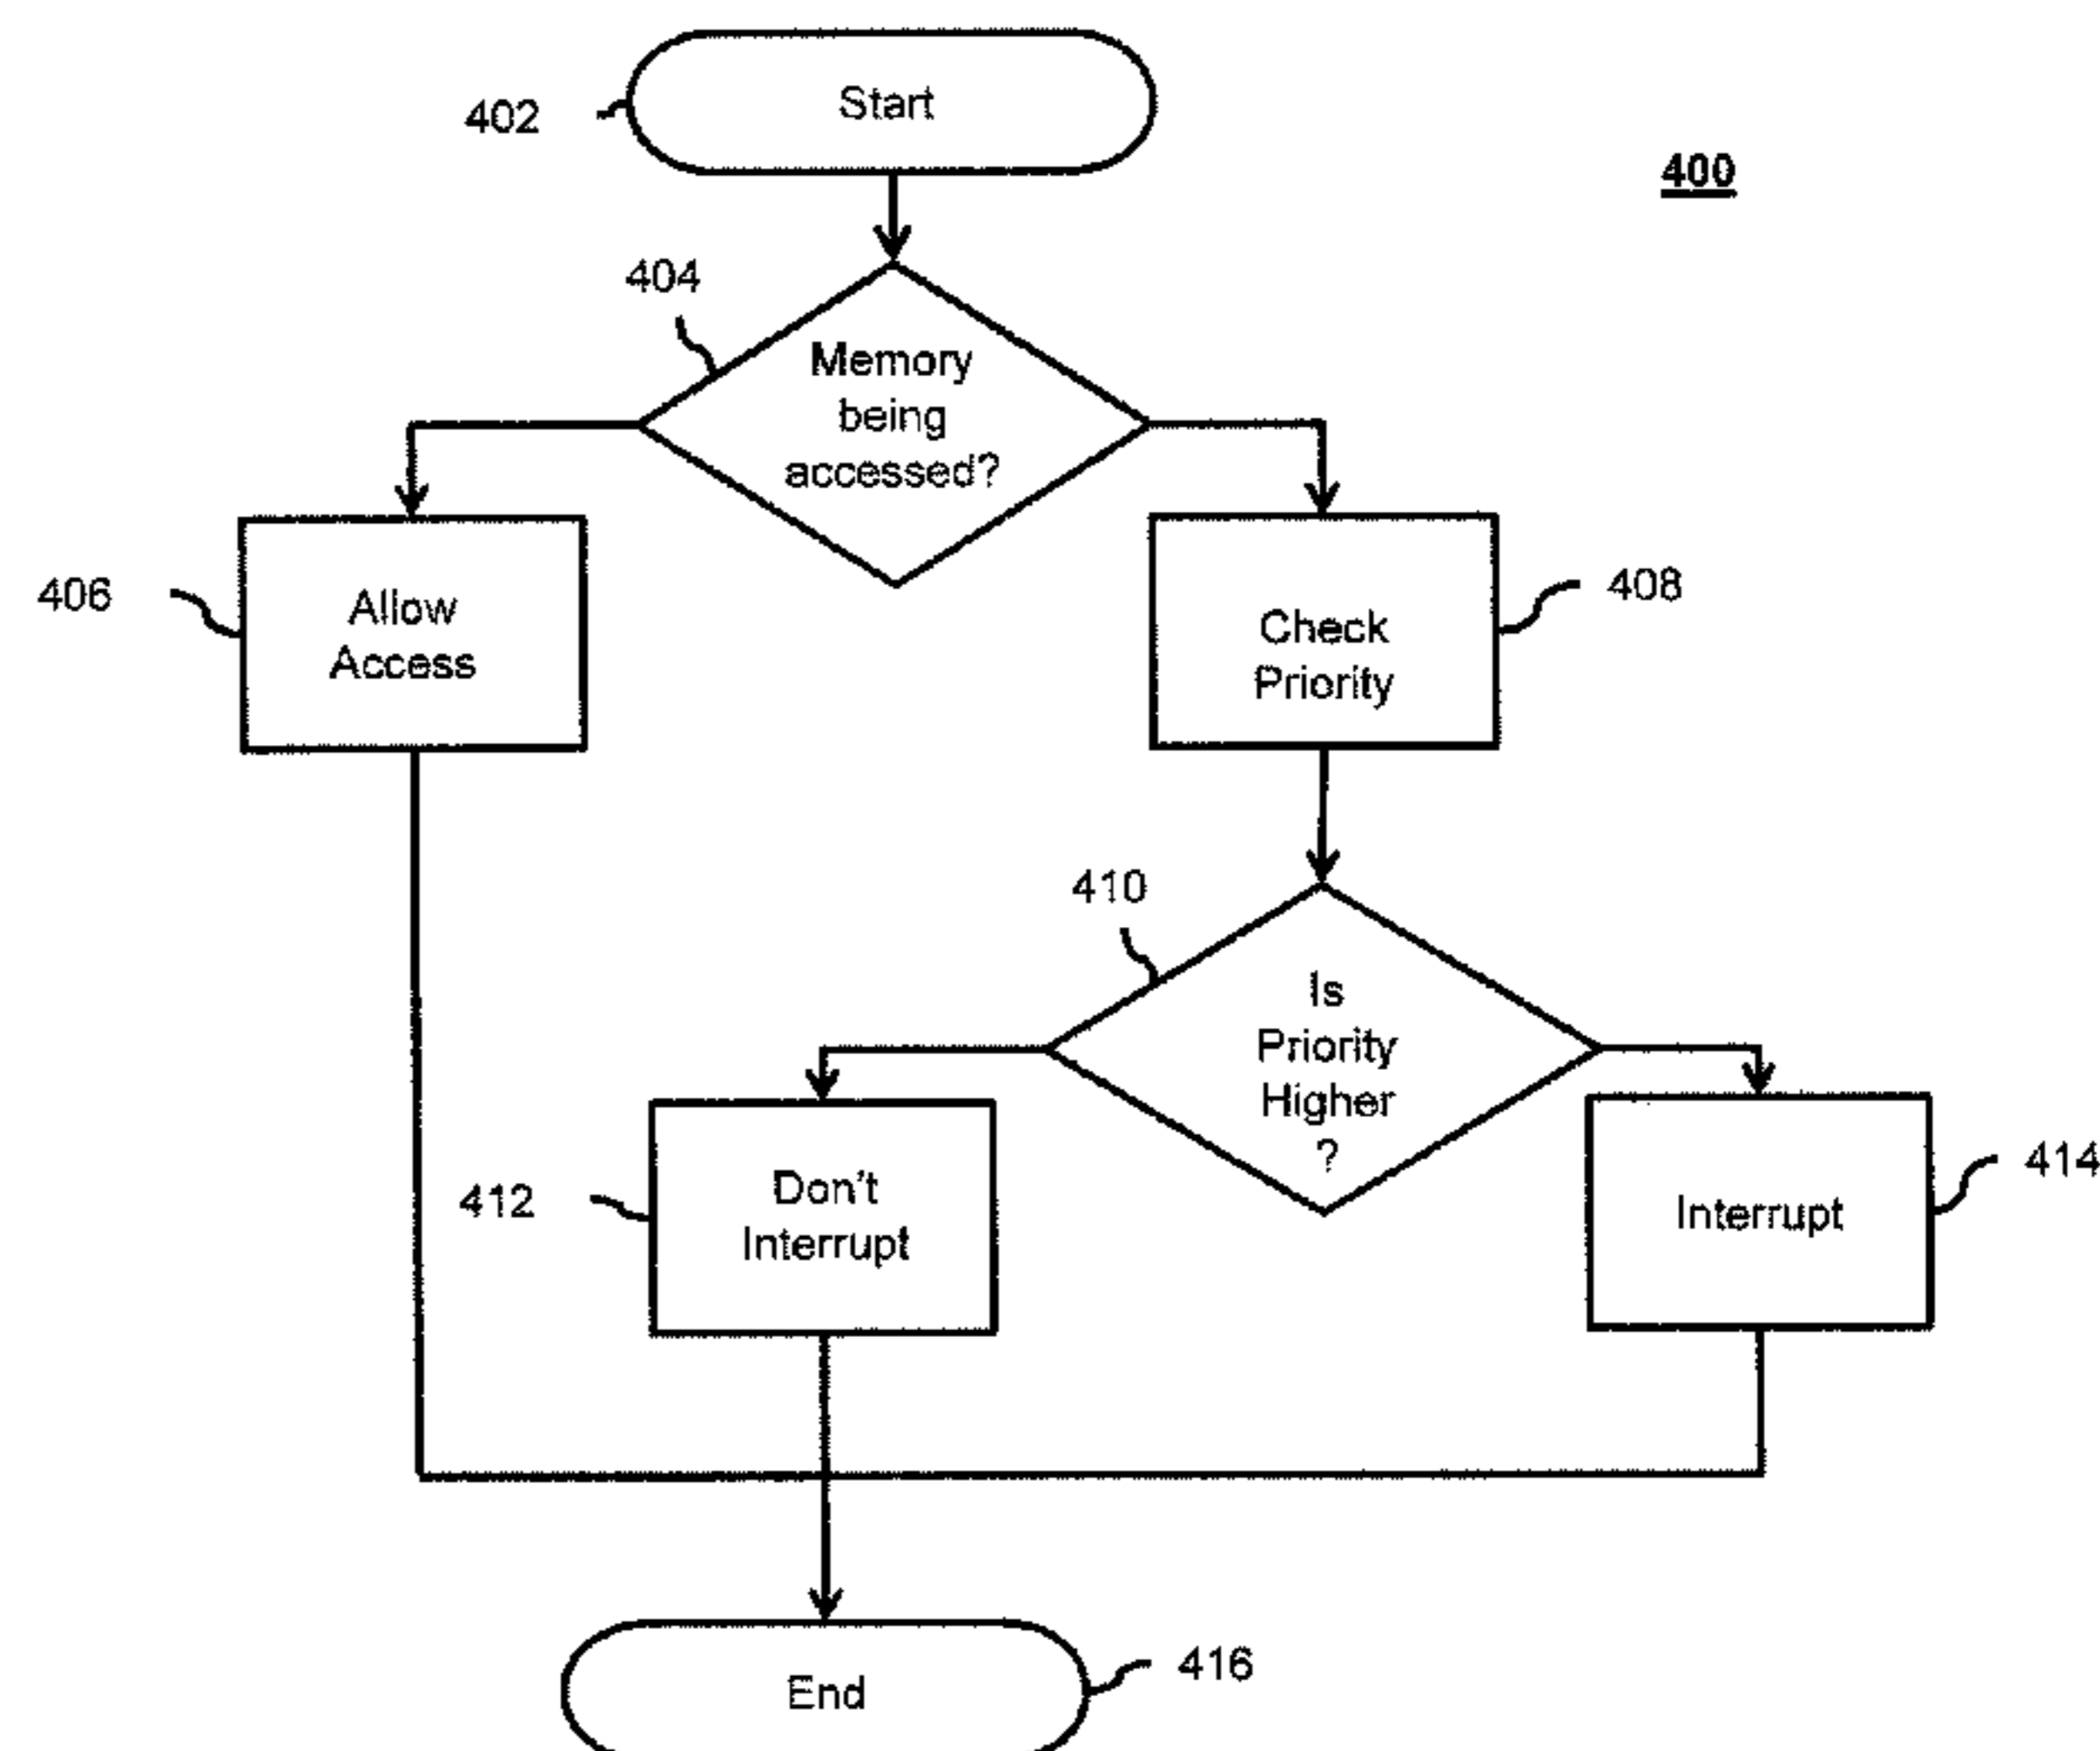 402
Start
400
404
Memory
being
accessed?
406
Allow
Access
408
Check
Priority
410
Is
Priority
Higher
?
412
Don't
Interrupt
414
Interrupt
416
End